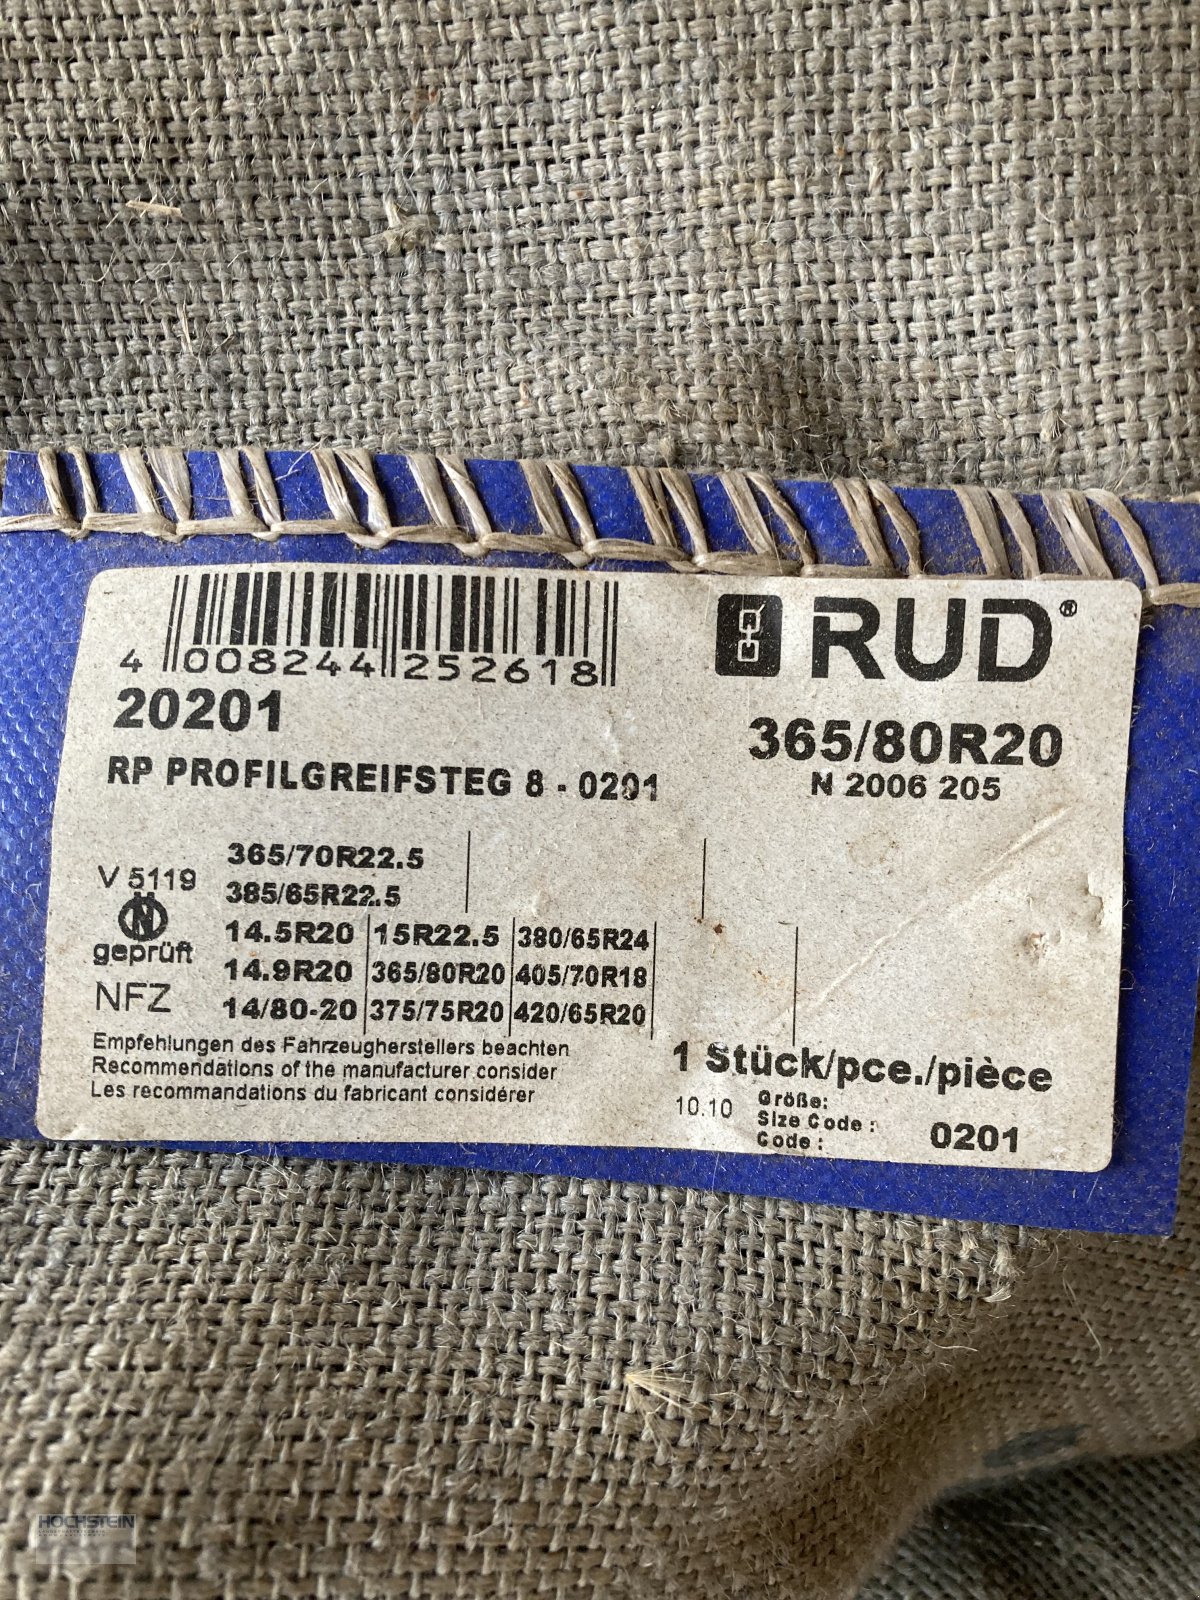 4 008244 252618
RUD®
20201
365/80R20
RP PROFILGREIFSTEG 8 - 0201
N 2006 205
V 5119
N
geprüft
NFZ
365/70R22.5
385/65R22.5
14.5R20 15R22.5 380/65R24
14.9R20 365/80R20 405/70R18
14/80-20 375/75R20 420/65R20
Empfehlungen des Fahrzeugherstellers beachten
Recommendations of the manufacturer consider
Les recommandations du fabricant considérer
1 Stück/pce./pièce
10.10
Größe:
Size Code :
Code :
0201
HOCHSTEIN